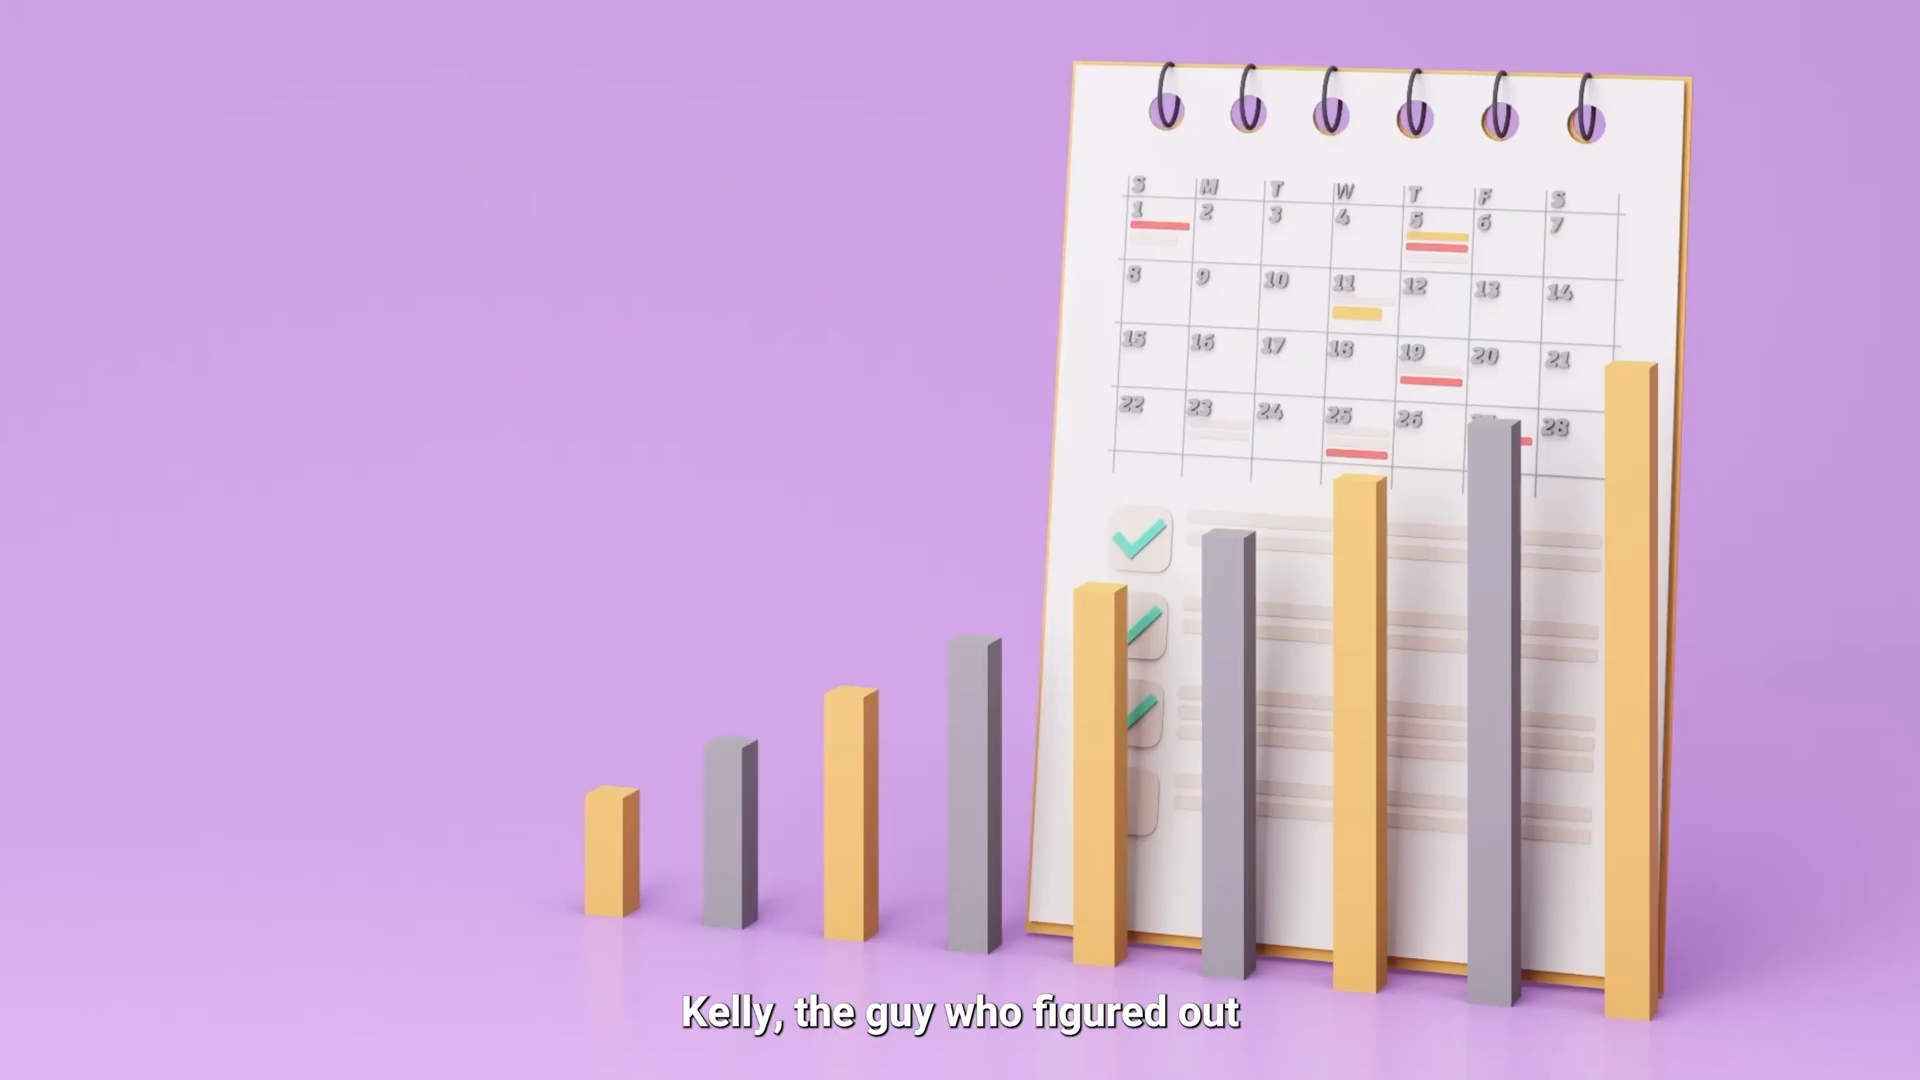 S M T W T F S
1 2 3 4 5 6 7
8 9 10 11 12 13 14
15 16 17 18 19 20 21
22 23 24 25 26 28
Kelly, the guy who figured out